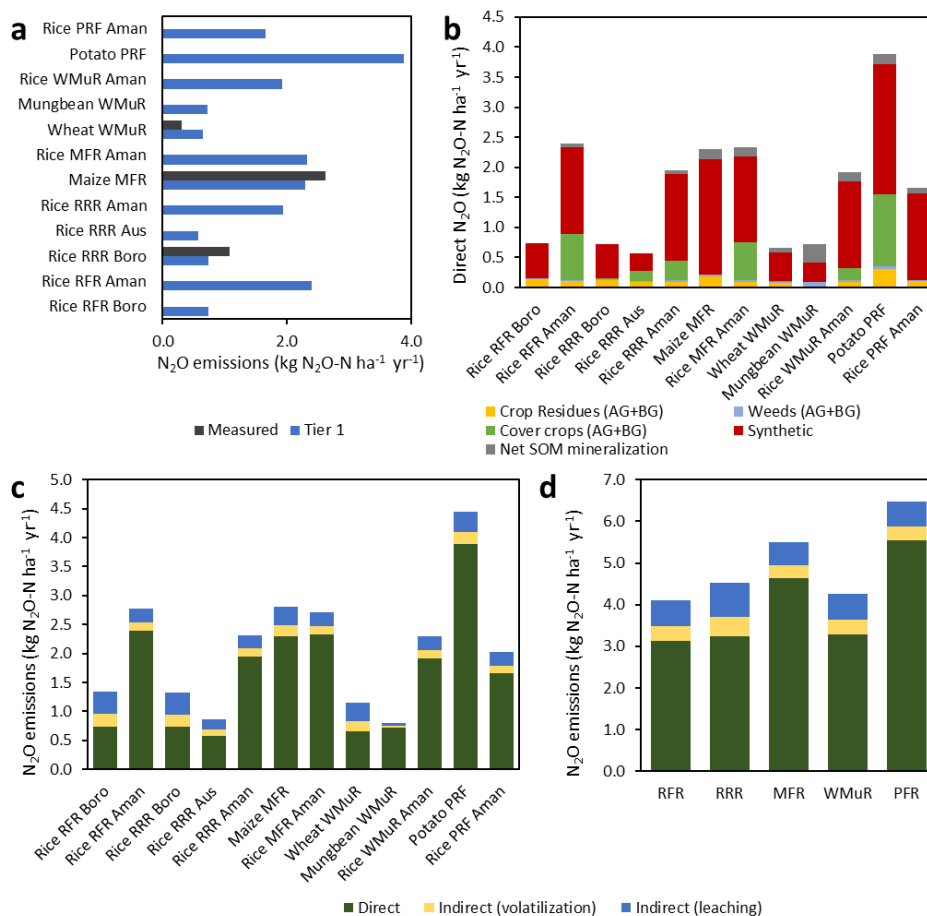 a
Rice PRF Aman
Potato PRF
Rice WMuR Aman
Mungbean WMuR
Wheat WMuR
Rice MFR Aman
Maize MFR
Rice RRR Aman
Rice RRR Aus
Rice RRR Boro
Rice RFR Aman
Rice RFR Boro
0.0 2.0 4.0
N₂O emissions (kg N₂O-N ha⁻¹ yr⁻¹)
Measured Tier 1
b
Direct N₂O (kg N₂O-N ha⁻¹ yr⁻¹)
4.5
4.0
3.5
3.0
2.5
2.0
1.5
1.0
0.5
0.0
Rice RFR Boro
Rice RFR Aman
Rice RRR Boro
Rice RRR Aus
Rice RRR Aman
Maize MFR
Rice MFR Aman
Wheat WMuR
Mungbean WMuR
Rice WMuR Aman
Potato PRF
Rice PRF Aman
Crop Residues (AG+BG) Weeds (AG+BG)
Cover crops (AG+BG) Synthetic
Net SOM mineralization
c
N₂O emissions (kg N₂O-N ha⁻¹ yr⁻¹)
5.0
4.5
4.0
3.5
3.0
2.5
2.0
1.5
1.0
0.5
0.0
Rice RFR Boro
Rice RFR Aman
Rice RRR Boro
Rice RRR Aus
Rice RRR Aman
Maize MFR
Rice MFR Aman
Wheat WMuR
Mungbean WMuR
Rice WMuR Aman
Potato PRF
Rice PRF Aman
d
N₂O emissions (kg N₂O-N ha⁻¹ yr⁻¹)
7.0
6.0
5.0
4.0
3.0
2.0
1.0
0.0
RFR RRR MFR WMuR PFR
Direct Indirect (volatilization) Indirect (leaching)